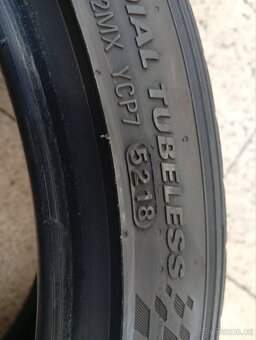 DIAL TUBELESS
2MX YCP7 5218